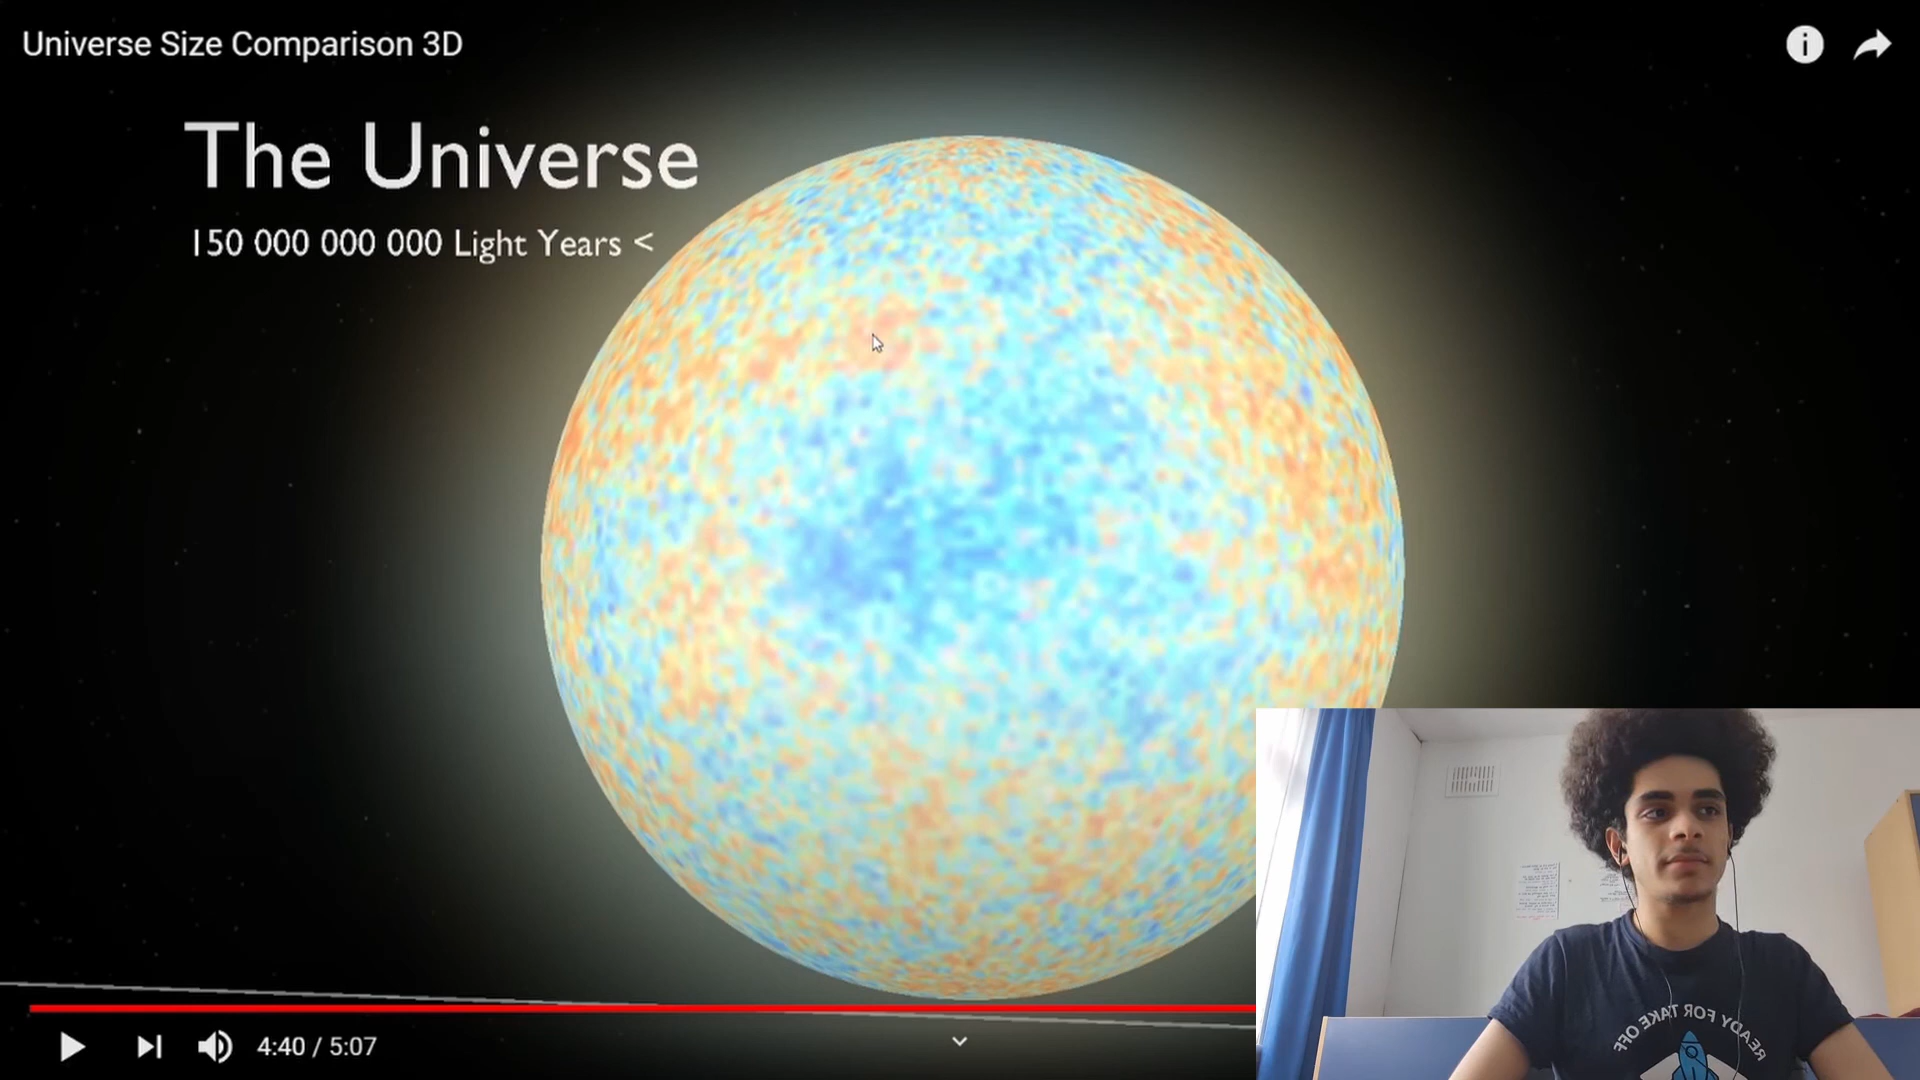 Universe Size Comparison 3D
The Universe
150 000 000 000 Light Years <
4:40 / 5:07
READY FOR TAKE OFF